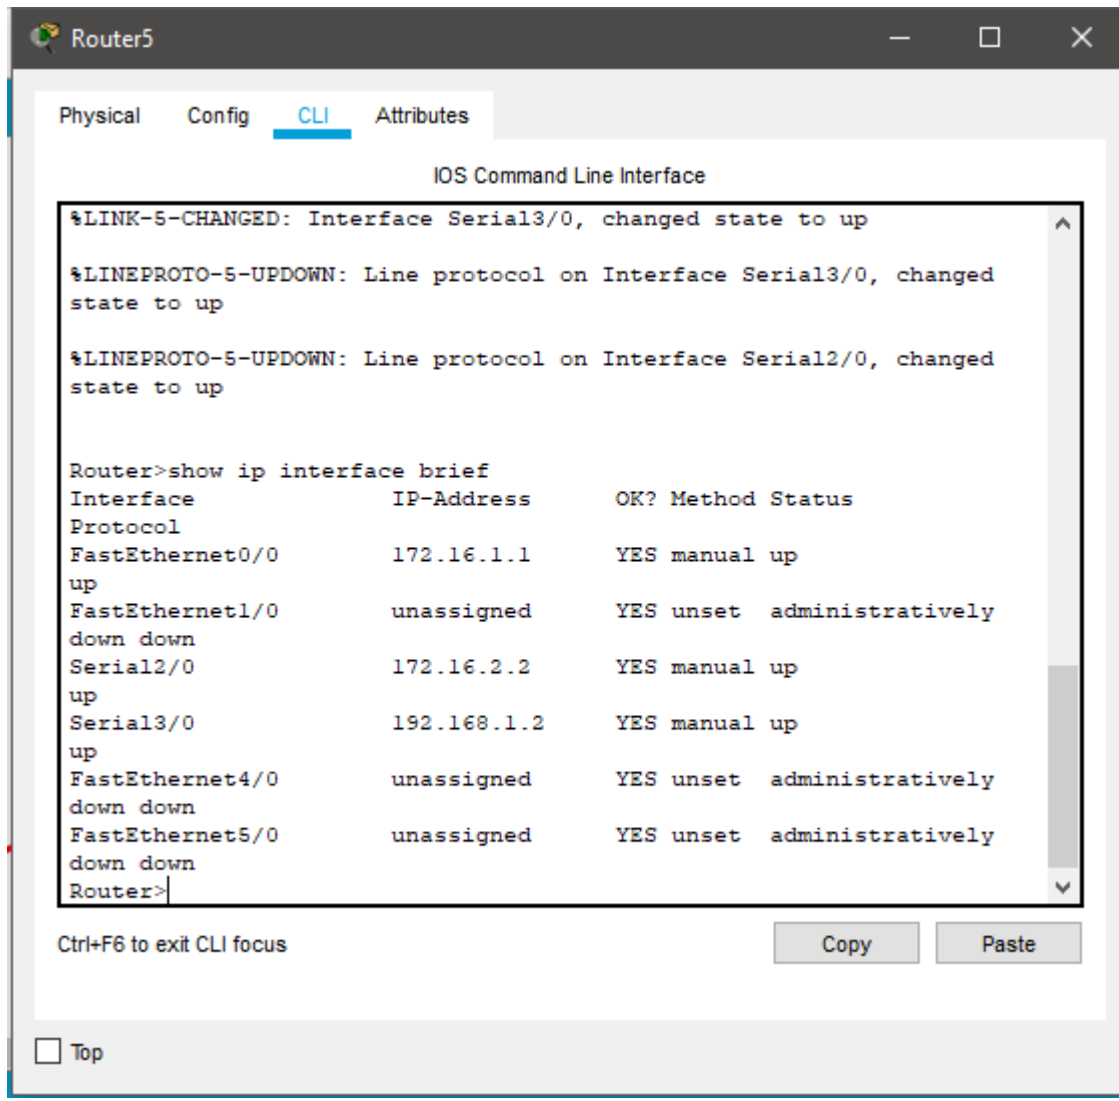 Router5
Physical Config CLI Attributes
IOS Command Line Interface
%LINK-5-CHANGED: Interface Serial3/0, changed state to up
%LINEPROTO-5-UPDOWN: Line protocol on Interface Serial3/0, changed
state to up
%LINEPROTO-5-UPDOWN: Line protocol on Interface Serial2/0, changed
state to up
Router>show ip interface brief
Interface IP-Address OK? Method Status
Protocol
FastEthernet0/0 172.16.1.1 YES manual up
up
FastEthernet1/0 unassigned YES unset administratively
down down
Serial2/0 172.16.2.2 YES manual up
up
Serial3/0 192.168.1.2 YES manual up
up
FastEthernet4/0 unassigned YES unset administratively
down down
FastEthernet5/0 unassigned YES unset administratively
down down
Router>
Ctrl+F6 to exit CLI focus Copy Paste
Top